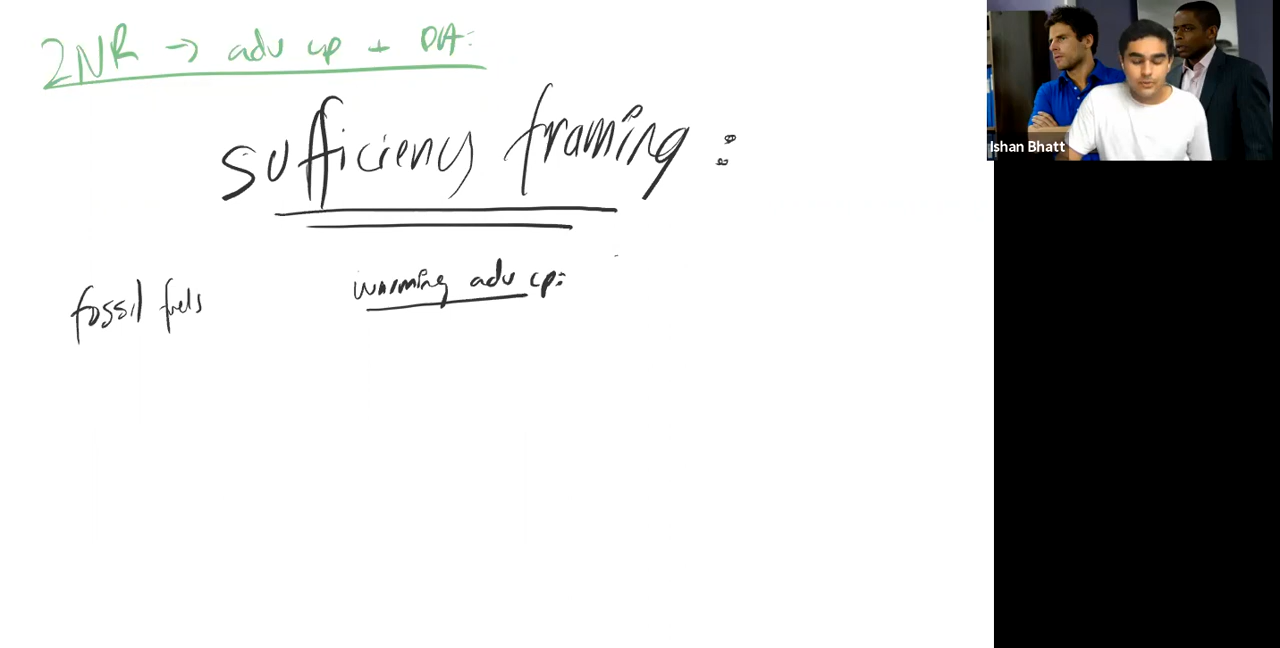 2NR → adv cp + DA:
sufficiency framing :
Ishan Bhatt
warming adv cp:
fossil fuels